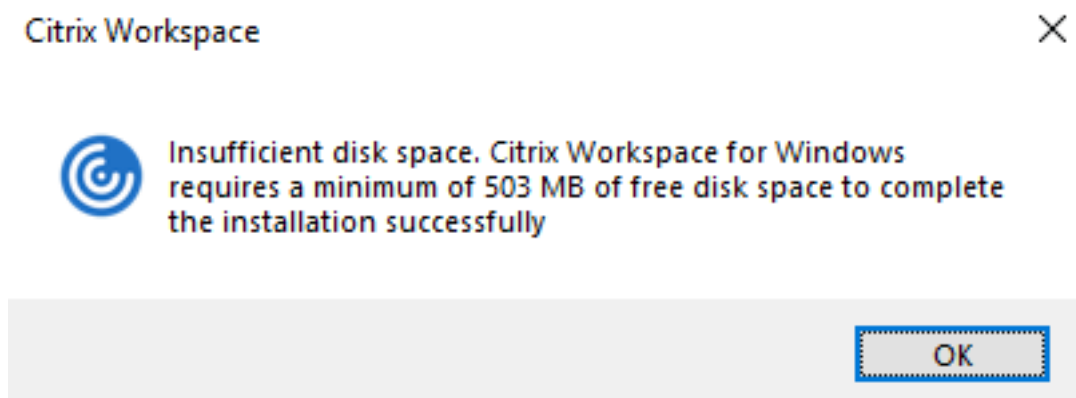 Citrix Workspace
Insufficient disk space. Citrix Workspace for Windows
requires a minimum of 503 MB of free disk space to complete
the installation successfully
OK